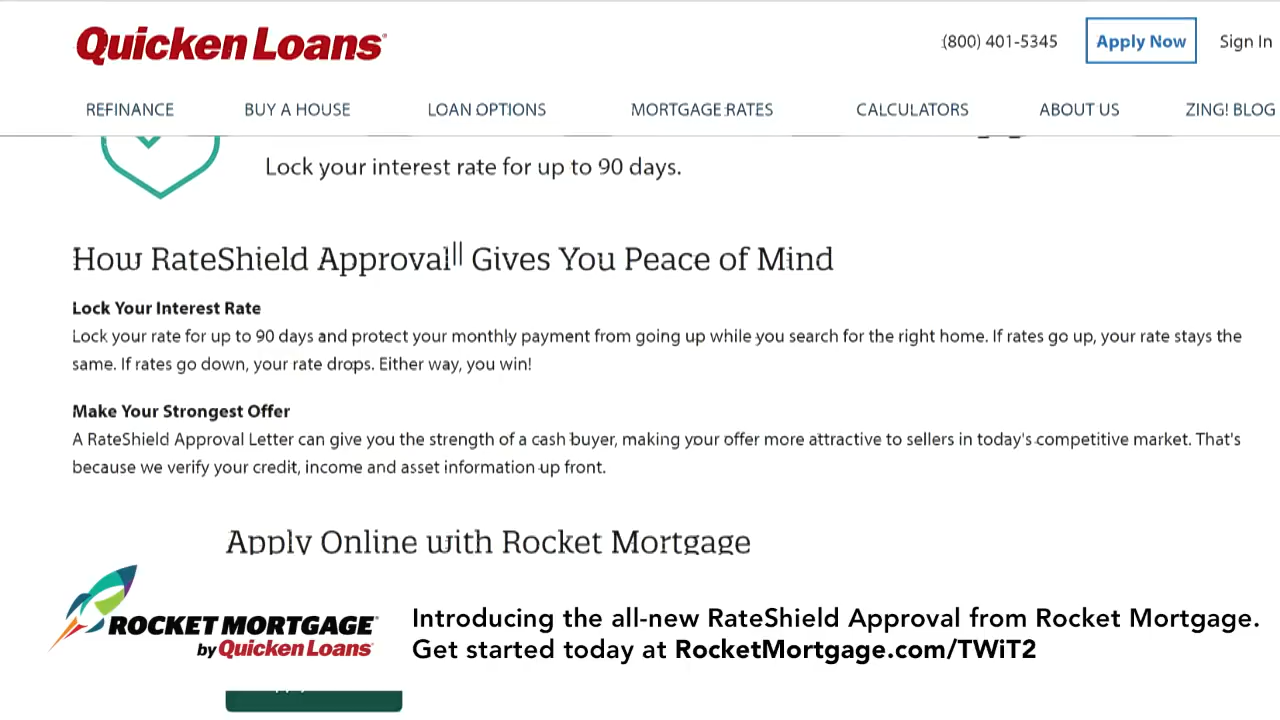 Quicken Loans
(800) 401-5345
Apply Now
Sign In
REFINANCE BUY A HOUSE LOAN OPTIONS MORTGAGE RATES CALCULATORS ABOUT US ZING! BLOG
Lock your interest rate for up to 90 days.
How RateShield Approval|| Gives You Peace of Mind
Lock Your Interest Rate
Lock your rate for up to 90 days and protect your monthly payment from going up while you search for the right home. If rates go up, your rate stays the
same. If rates go down, your rate drops. Either way, you win!
Make Your Strongest Offer
A RateShield Approval Letter can give you the strength of a cash buyer, making your offer more attractive to sellers in today's competitive market. That's
because we verify your credit, income and asset information up front.
Apply Online with Rocket Mortgage
ROCKET MORTGAGE
by Quicken Loans
Introducing the all-new RateShield Approval from Rocket Mortgage.
Get started today at RocketMortgage.com/TWiT2